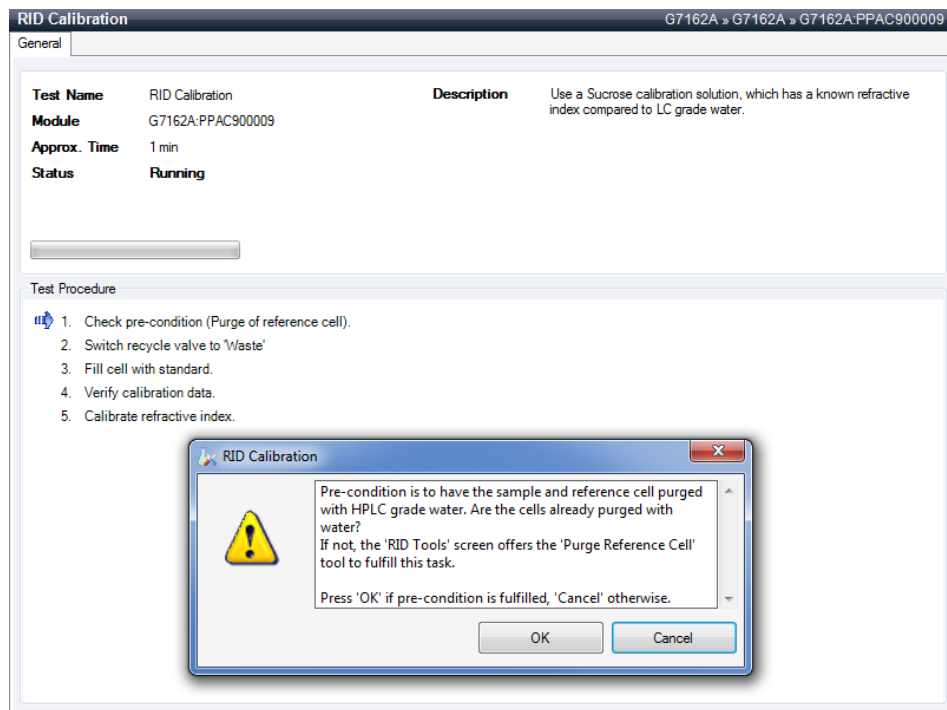 RID Calibration G7162A » G7162A » G7162A:PPAC900009
General
Test Name RID Calibration Description Use a Sucrose calibration solution, which has a known refractive
index compared to LC grade water.
Module G7162A:PPAC900009
Approx. Time 1 min
Status Running
Test Procedure
1. Check pre-condition (Purge of reference cell).
2. Switch recycle valve to 'Waste'
3. Fill cell with standard.
4. Verify calibration data.
5. Calibrate refractive index.
RID Calibration
Pre-condition is to have the sample and reference cell purged
with HPLC grade water. Are the cells already purged with
water?
If not, the 'RID Tools' screen offers the 'Purge Reference Cell'
tool to fulfill this task.
Press 'OK' if pre-condition is fulfilled, 'Cancel' otherwise.
OK Cancel